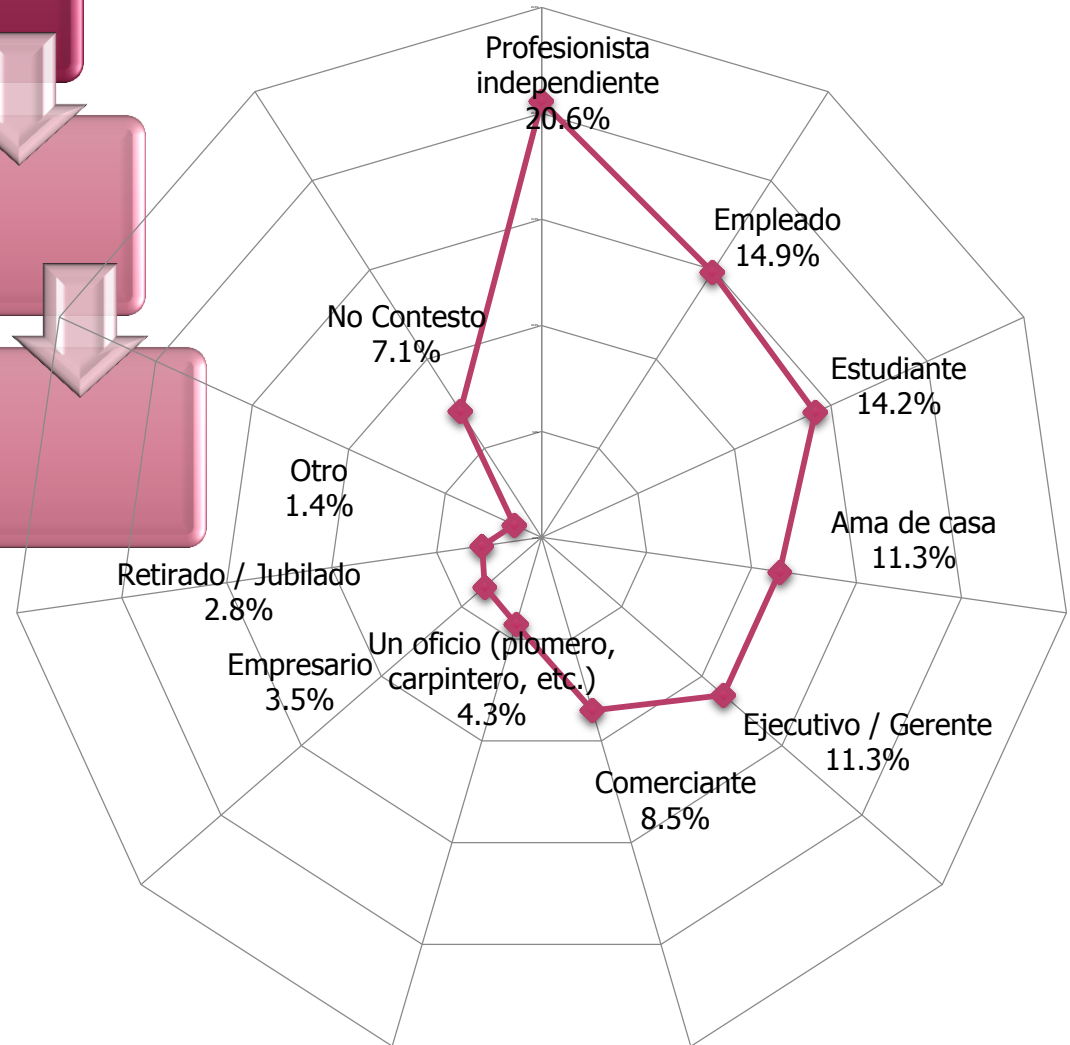 Profesionista
independiente
20.6%
Empleado
14.9%
Estudiante
14.2%
Ama de casa
11.3%
Ejecutivo / Gerente
11.3%
Comerciante
8.5%
Un oficio (plomero,
carpintero, etc.)
4.3%
Empresario
3.5%
Retirado / Jubilado
2.8%
Otro
1.4%
No Contesto
7.1%